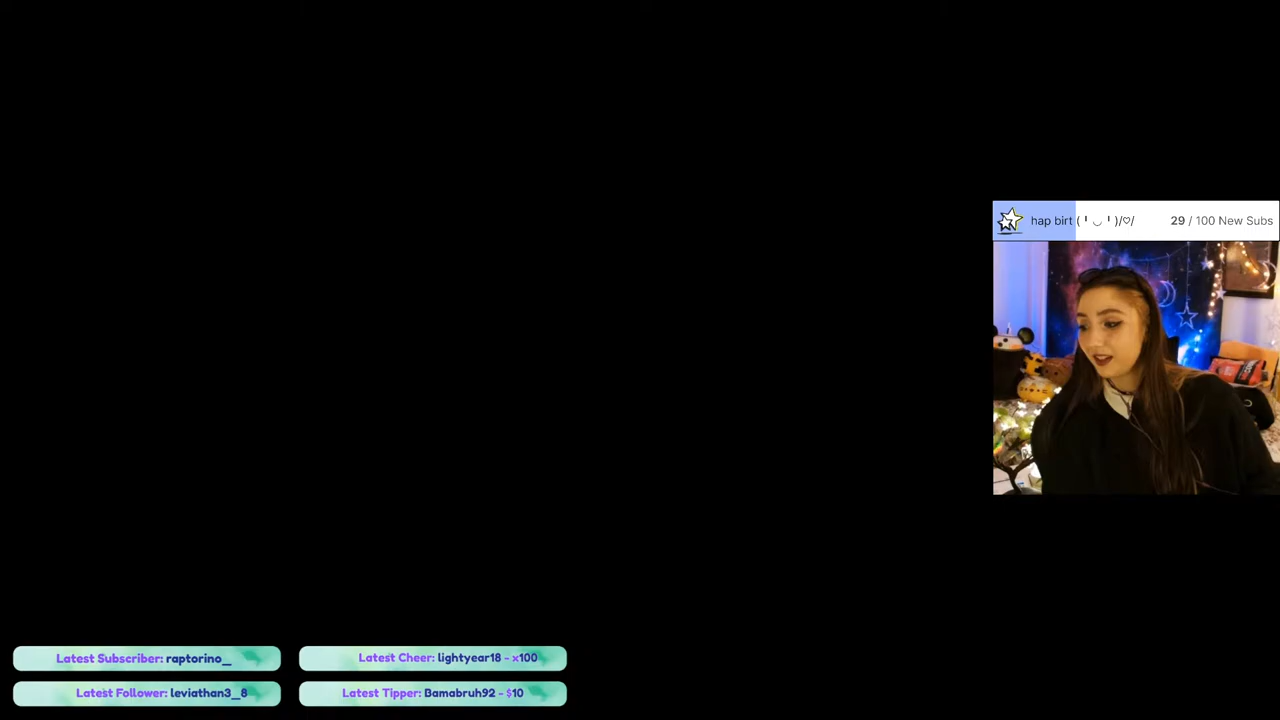 hap birt (╹◡╹)/♡/ 29 / 100 New Subs
Latest Subscriber: raptorino_
Latest Cheer: lightyear18 - x100
Latest Follower: leviathan3_8
Latest Tipper: Bamabruh92 - $10